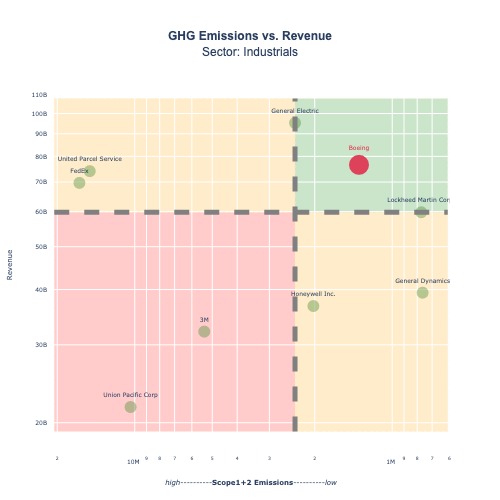 GHG Emissions vs. Revenue
Sector: Industrials
110B
100B
90B
80B
70B
60B
50B
40B
30B
20B
Revenue
General Electric
Boeing
United Parcel Service
FedEx
Lockheed Martin Cor
General Dynamics
Honeywell Inc.
3M
Union Pacific Corp
2 10M 9 8 7 6 5 4 3 2 1M 9 8 7 6
high----------Scope1+2 Emissions----------low